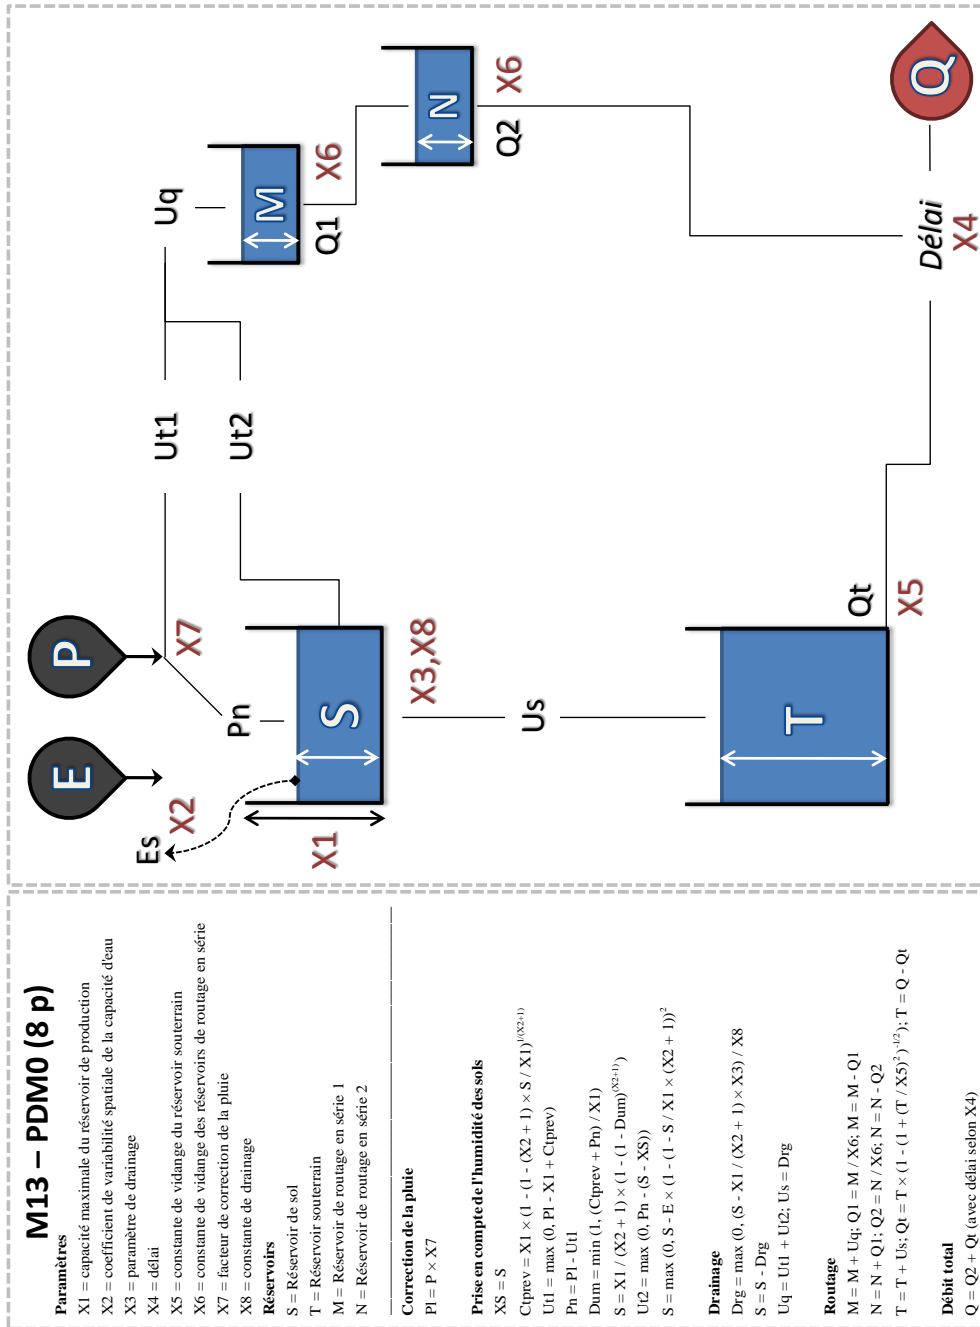 M13 – PDM0 (8 p)
Paramètres
X1 = capacité maximale du réservoir de production
X2 = coefficient de variabilité spatiale de la capacité d'eau
X3 = paramètre de drainage
X4 = délai
X5 = constante de vidange du réservoir souterrain
X6 = constante de vidange des réservoirs de routage en série
X7 = facteur de correction de la pluie
X8 = constante de drainage
Réservoirs
S = Réservoir de sol
T = Réservoir souterrain
M = Réservoir de routage en série 1
N = Réservoir de routage en série 2
Correction de la pluie
Pl = P × X7
Prise en compte de l'humidité des sols
XS = S
Ctprev = X1 × (1 - (1 - (X2 + 1) × S / X1)^1/(X2+1)
Ut1 = max (0, Pl - X1 + Ctprev)
Pn = Pl - Ut1
Dum = min (1, (Ctprev + Pn) / X1)
S = X1 / (X2 + 1) × (1 - (1 - Dum)^(X2+1))
Ut2 = max (0, Pn - (S - XS))
S = max (0, S - E × (1 - (1 - S / X1 × (X2 + 1))²
Drainage
Drg = max (0, (S - X1 / (X2 + 1) × X3) / X8
S = S - Drg
Uq = Ut1 + Ut2; Us = Drg
Routage
M = M + Uq; Q1 = M / X6; M = M - Q1
N = N + Q1; Q2 = N / X6; N = N - Q2
T = T + Us; Qt = T × (1 - (1 + (T / X5)²)^-1/2); T = Q - Qt
Débit total
Q = Q2 + Qt (avec délai selon X4)
E
P
Es
X2
X7
Pn
Ut1
Uq
Ut2
X1
S
X3,X8
M
Q1
X6
N
Q2
X6
Us
T
Qt
X5
Délai
X4
Q